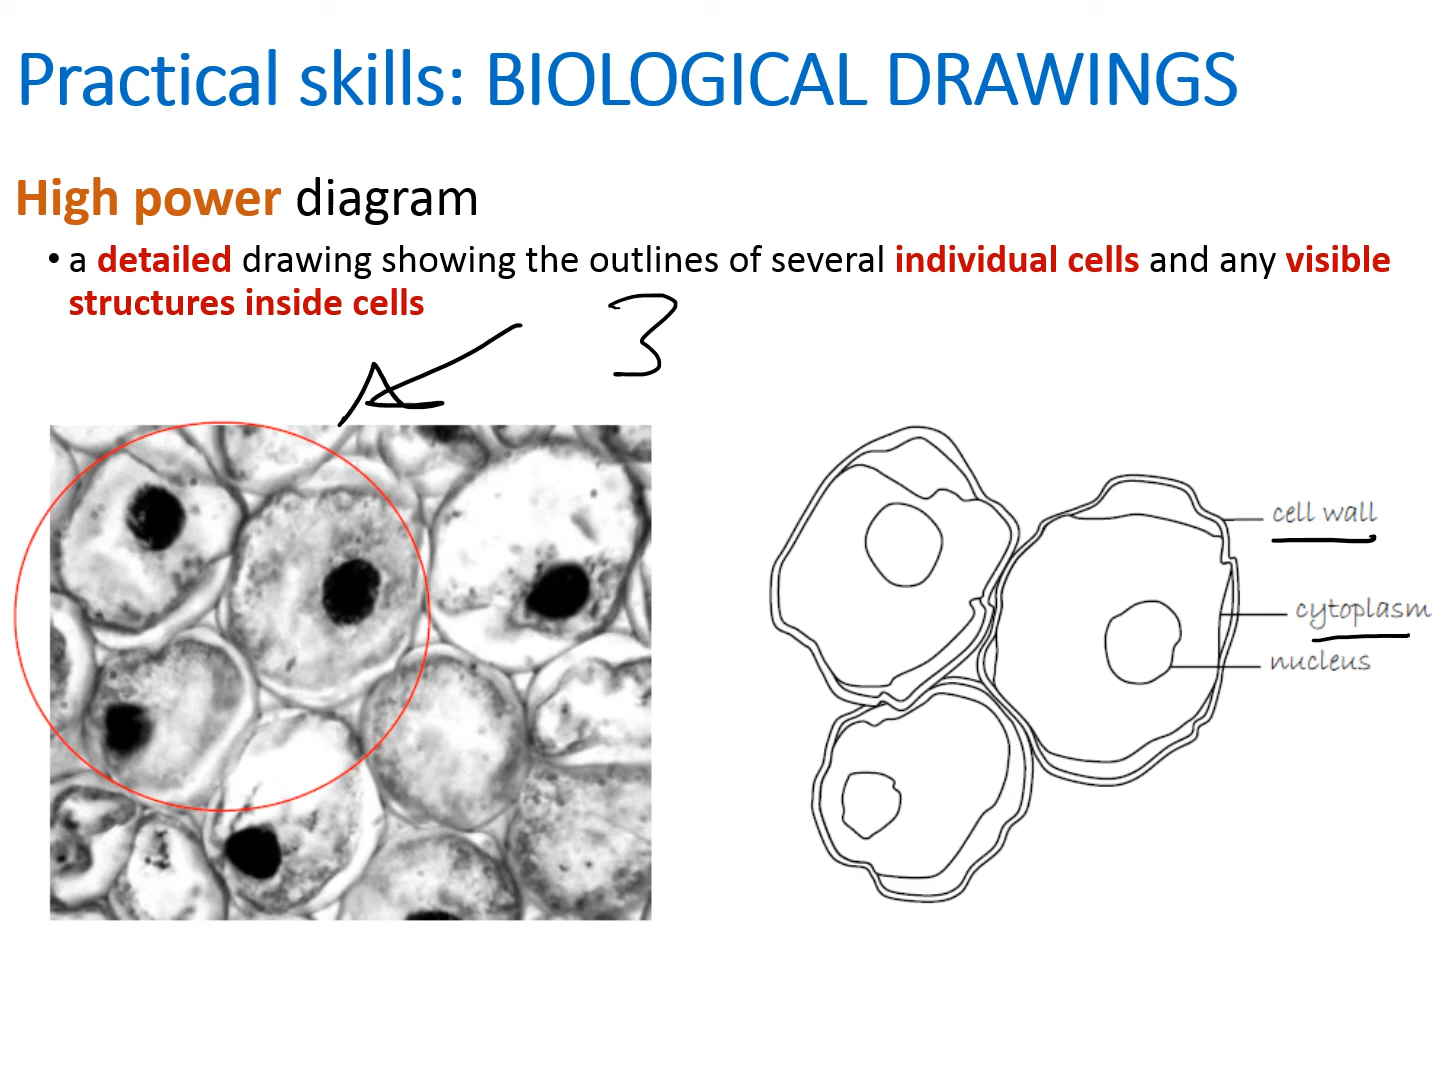 Practical skills: BIOLOGICAL DRAWINGS
High power diagram
• a detailed drawing showing the outlines of several individual cells and any visible
structures inside cells
3
cell wall
cytoplasm
nucleus